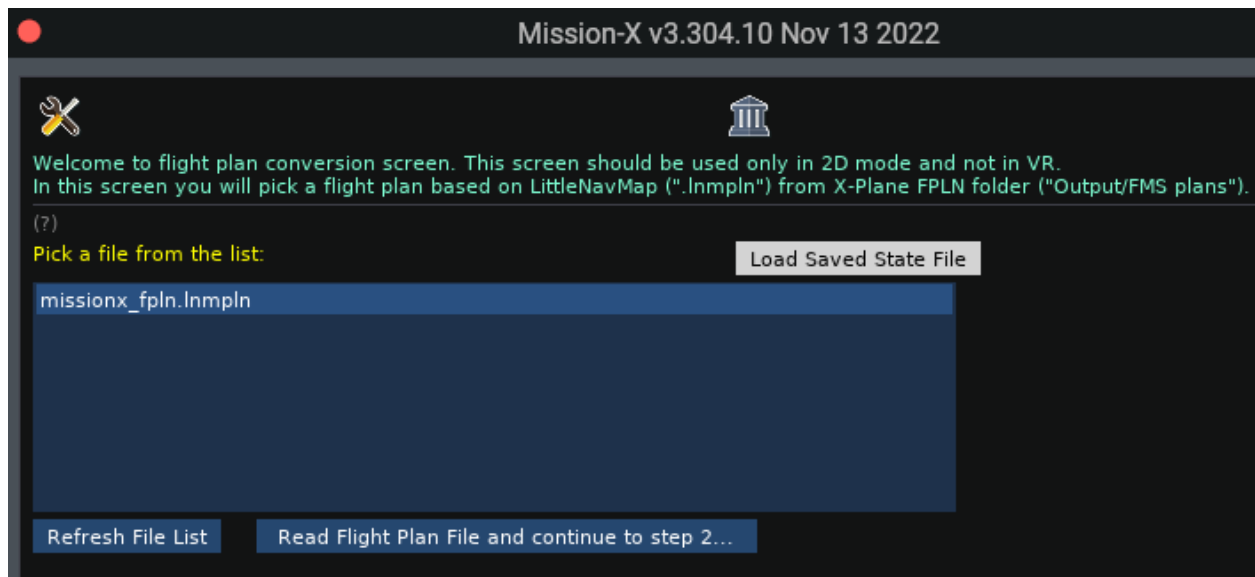 Mission-X v3.304.10 Nov 13 2022
Welcome to flight plan conversion screen. This screen should be used only in 2D mode and not in VR.
In this screen you will pick a flight plan based on LittleNavMap (".lnmpln") from X-Plane FPLN folder ("Output/FMS plans").
(?)
Pick a file from the list:
Load Saved State File
missionx_fpln.lnmpln
Refresh File List
Read Flight Plan File and continue to step 2...